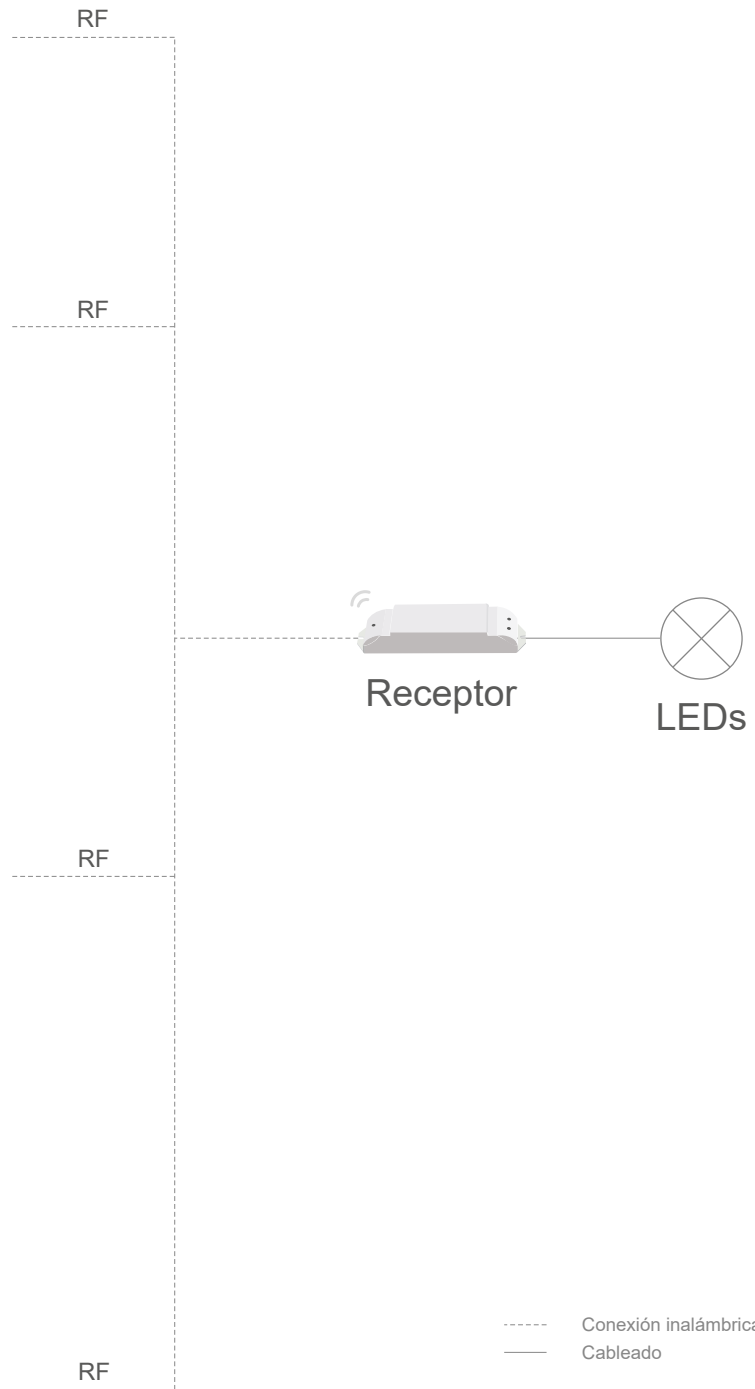 RF
RF
Receptor
LEDs
RF
Conexión inalámbrica
Cableado
RF